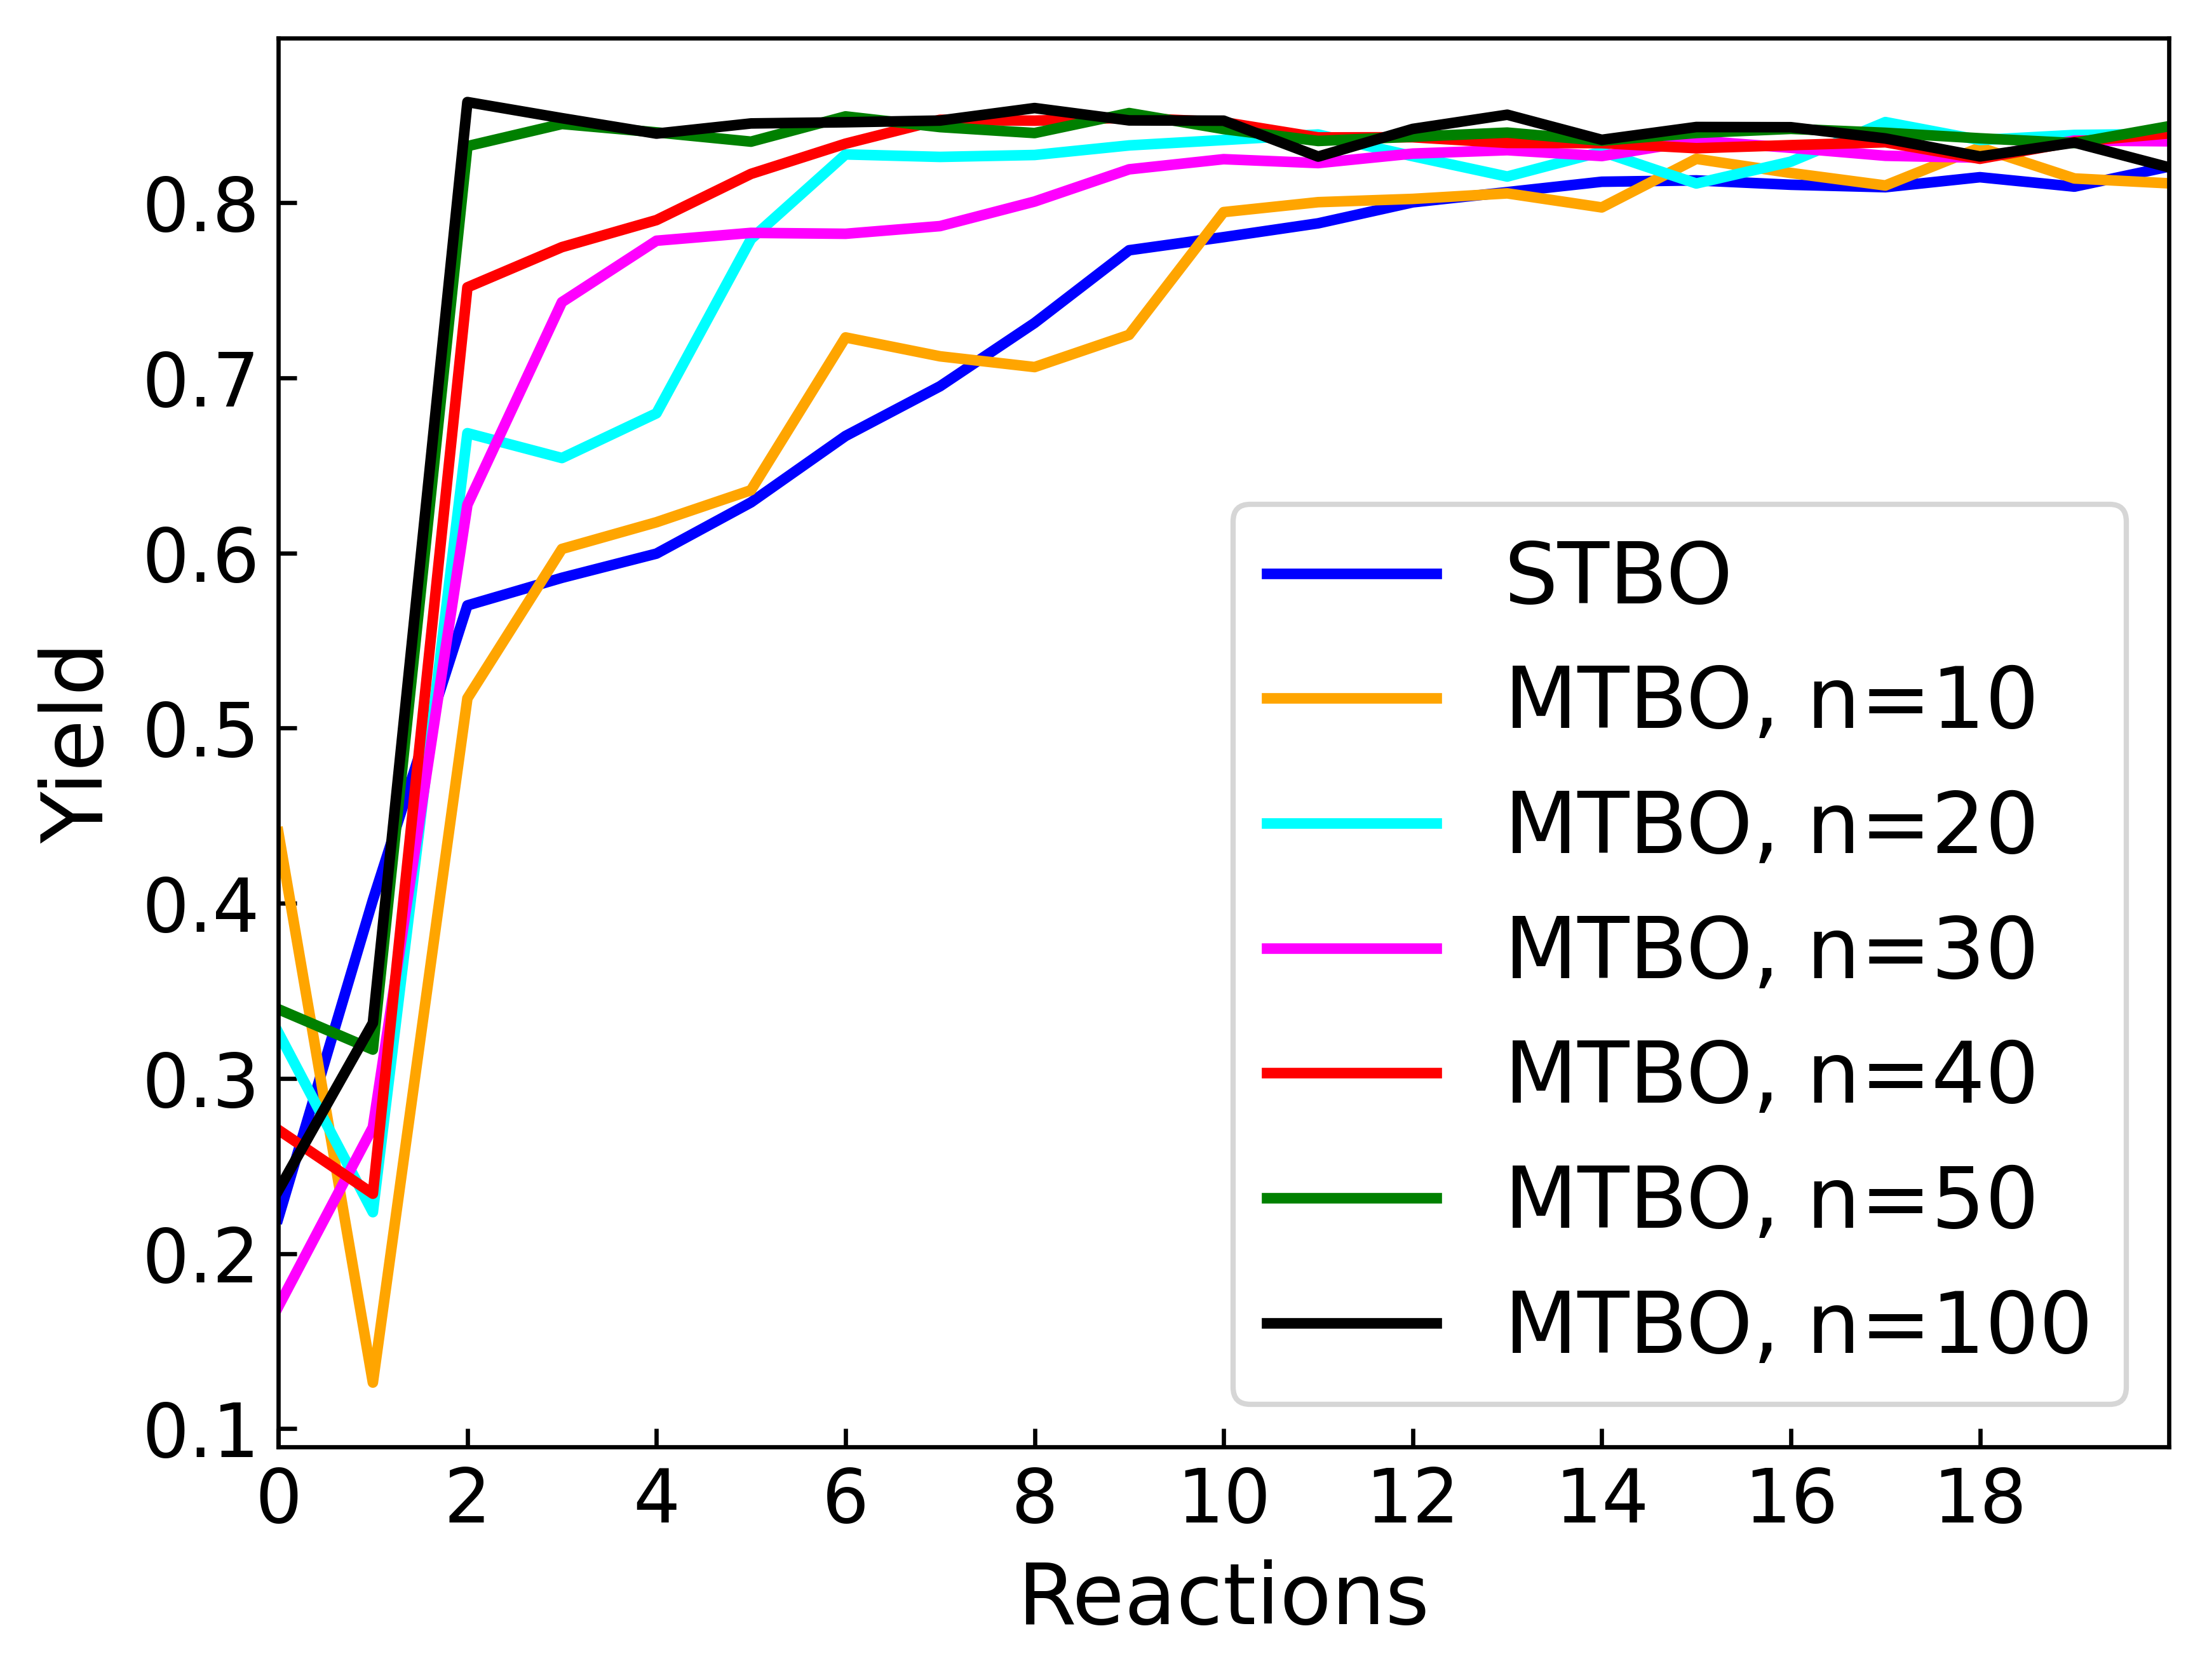 Yield
0.8
0.7
0.6
0.5
0.4
0.3
0.2
0.1
STBO
MTBO, n=10
MTBO, n=20
MTBO, n=30
MTBO, n=40
MTBO, n=50
MTBO, n=100
0 2 4 6 8 10 12 14 16 18
Reactions